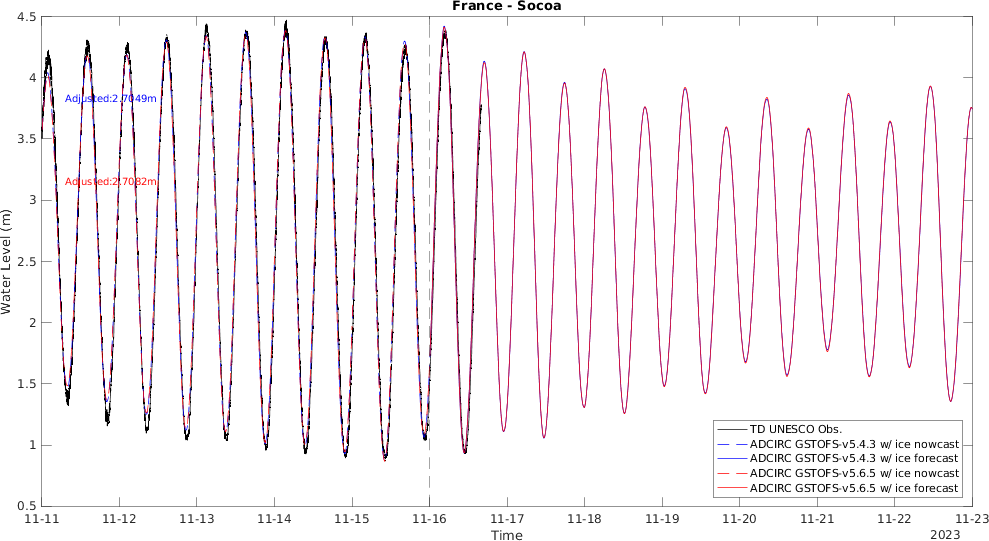 France - Socoa
4.5
4
3.5
3
2.5
2
1.5
1
0.5
Water Level (m)
Adjusted:2.7049m
Adjusted:2.7082m
TD UNESCO Obs.
ADCIRC GSTOFS-v5.4.3 w/ ice nowcast
ADCIRC GSTOFS-v5.4.3 w/ ice forecast
ADCIRC GSTOFS-v5.6.5 w/ ice nowcast
ADCIRC GSTOFS-v5.6.5 w/ ice forecast
11-11 11-12 11-13 11-14 11-15 11-16 11-17 11-18 11-19 11-20 11-21 11-22 11-23
Time
2023